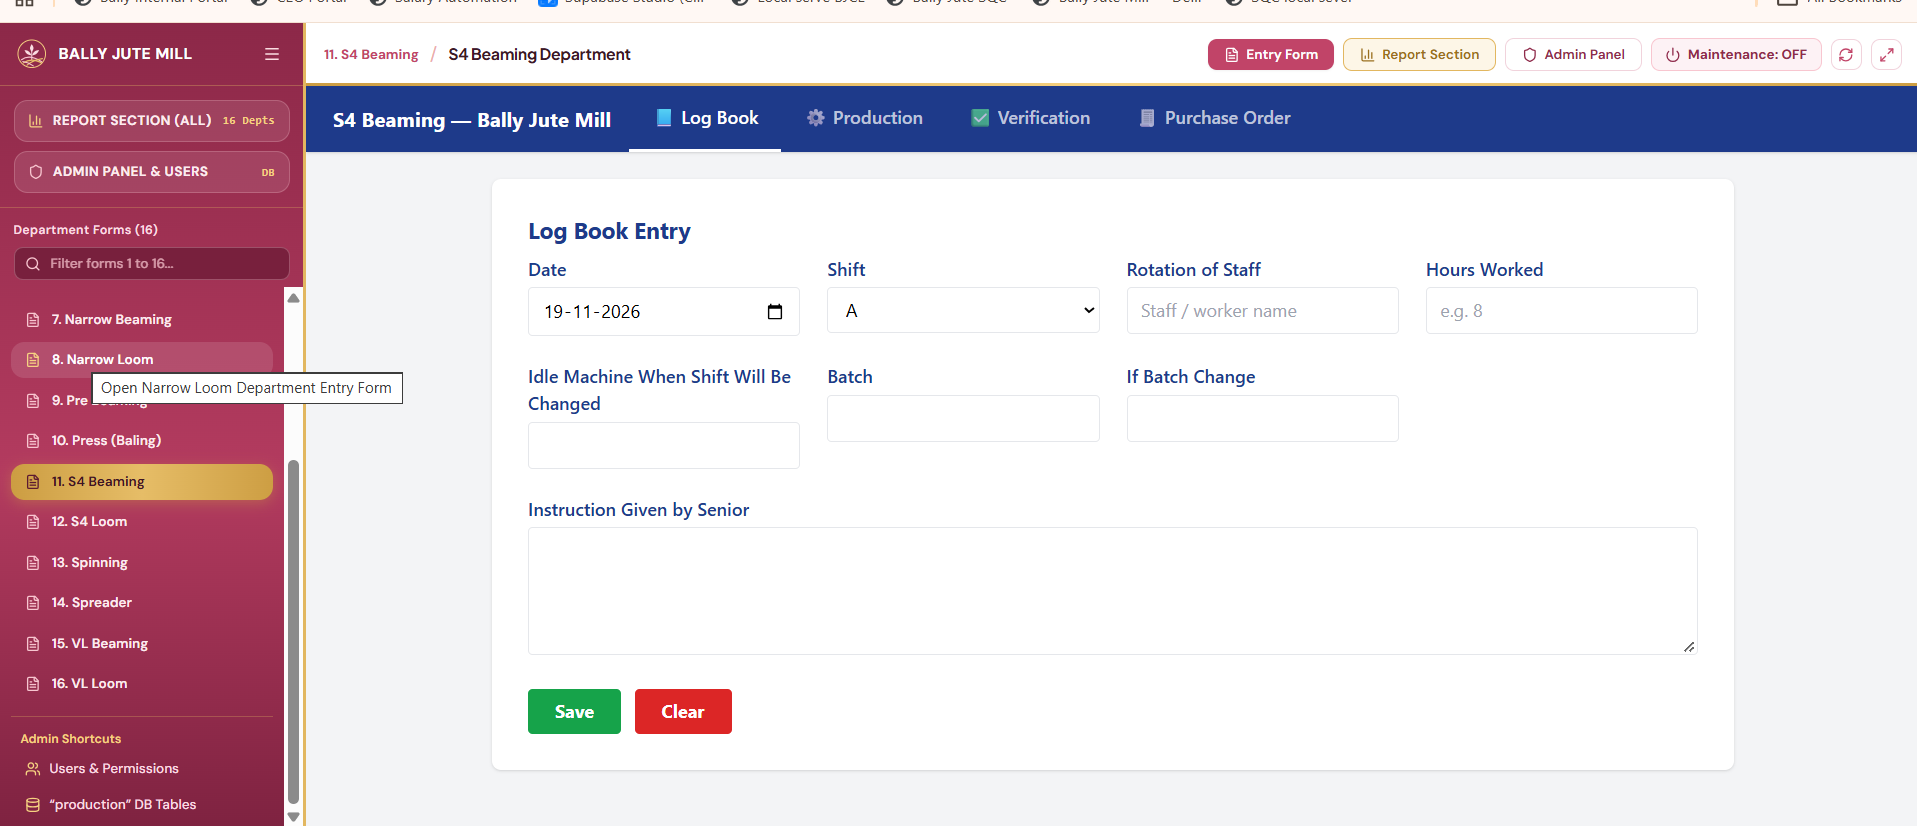 BALLY JUTE MILL
11. S4 Beaming / S4 Beaming Department
Entry Form
Report Section
Admin Panel
Maintenance: OFF
REPORT SECTION (ALL) 16 Depts
ADMIN PANEL & USERS DB
Department Forms (16)
Filter forms 1 to 16...
7. Narrow Beaming
8. Narrow Loom
Open Narrow Loom Department Entry Form
9. Pre
10. Press (Baling)
11. S4 Beaming
12. S4 Loom
13. Spinning
14. Spreader
15. VL Beaming
16. VL Loom
Admin Shortcuts
Users & Permissions
“production” DB Tables
S4 Beaming — Bally Jute Mill
Log Book
Production
Verification
Purchase Order
Log Book Entry
Date
Shift
Rotation of Staff
Hours Worked
19-11-2026
A
Staff / worker name
e.g. 8
Idle Machine When Shift Will Be
Changed
Batch
If Batch Change
Instruction Given by Senior
Save
Clear